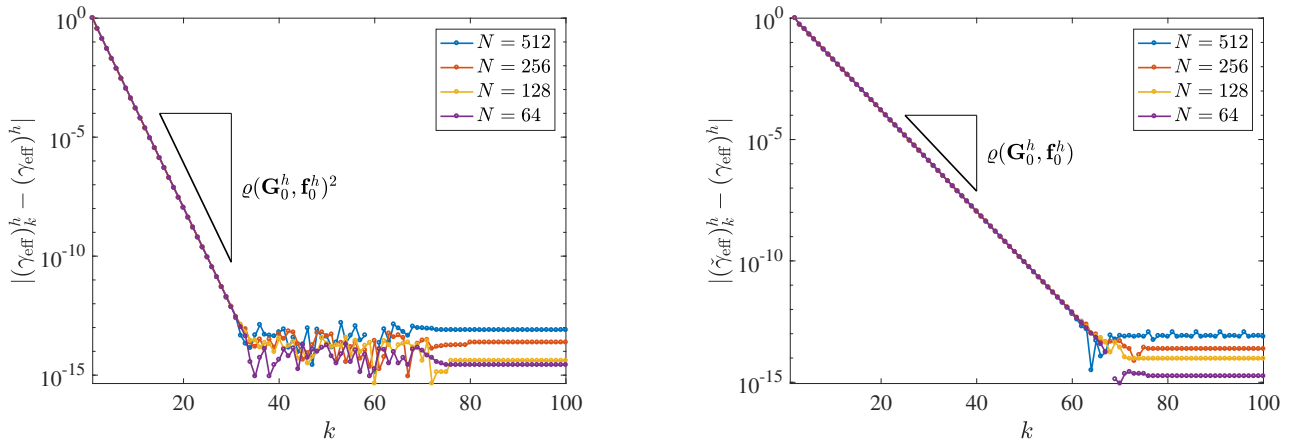 |(γ_eff)^h_k − (γ_eff)^h|
10^0
10^-5
10^-10
10^-15
N = 512
N = 256
N = 128
N = 64
ϱ(G^h_0, f^h_0)^2
20 40 60 80 100
k
|(γ̌_eff)^h_k − (γ_eff)^h|
10^0
10^-5
10^-10
10^-15
N = 512
N = 256
N = 128
N = 64
ϱ(G^h_0, f^h_0)
20 40 60 80 100
k